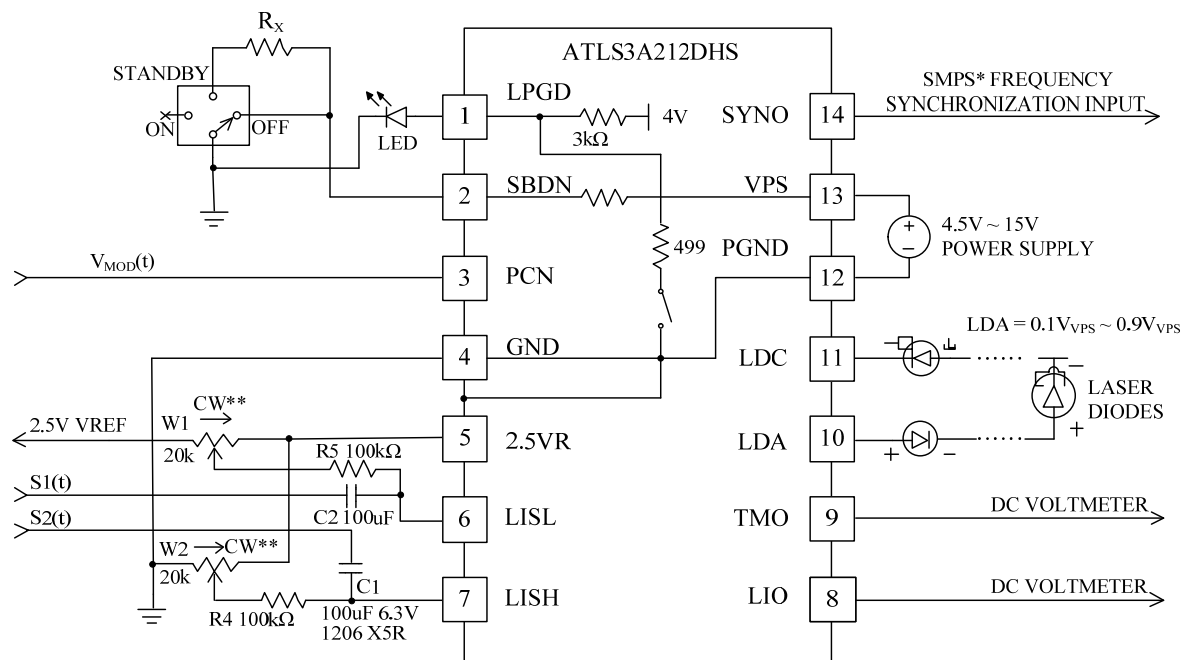 RX
ATLS3A212DHS
STANDBY
ON
OFF
LED
1
LPGD
3kΩ
4V
SYNO
14
SMPS* FREQUENCY
SYNCHRONIZATION INPUT
2
SBDN
VPS
13
499
4.5V ~ 15V
POWER SUPPLY
+
−
VMOD(t)
3
PCN
PGND
12
4
GND
LDC
11
LDA = 0.1VVPS ~ 0.9VVPS
−
+
LASER
DIODES
−
+
2.5V VREF
W1
CW**
20k
5
2.5VR
LDA
10
+
−
R5 100kΩ
S1(t)
C2 100uF
6
LISL
TMO
9
DC VOLTMETER
S2(t)
W2
CW**
20k
C1
100uF 6.3V
1206 X5R
R4 100kΩ
7
LISH
LIO
8
DC VOLTMETER